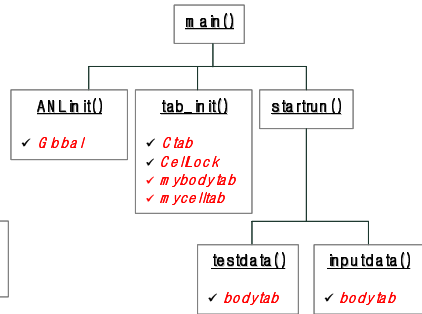 main()
ANLinit()
✓ Global
tab_init()
✓ Ctab
✓ CellLock
✓ mybodytab
✓ mycelltab
startrun()
testdata()
✓ bodytab
inputdata()
✓ bodytab